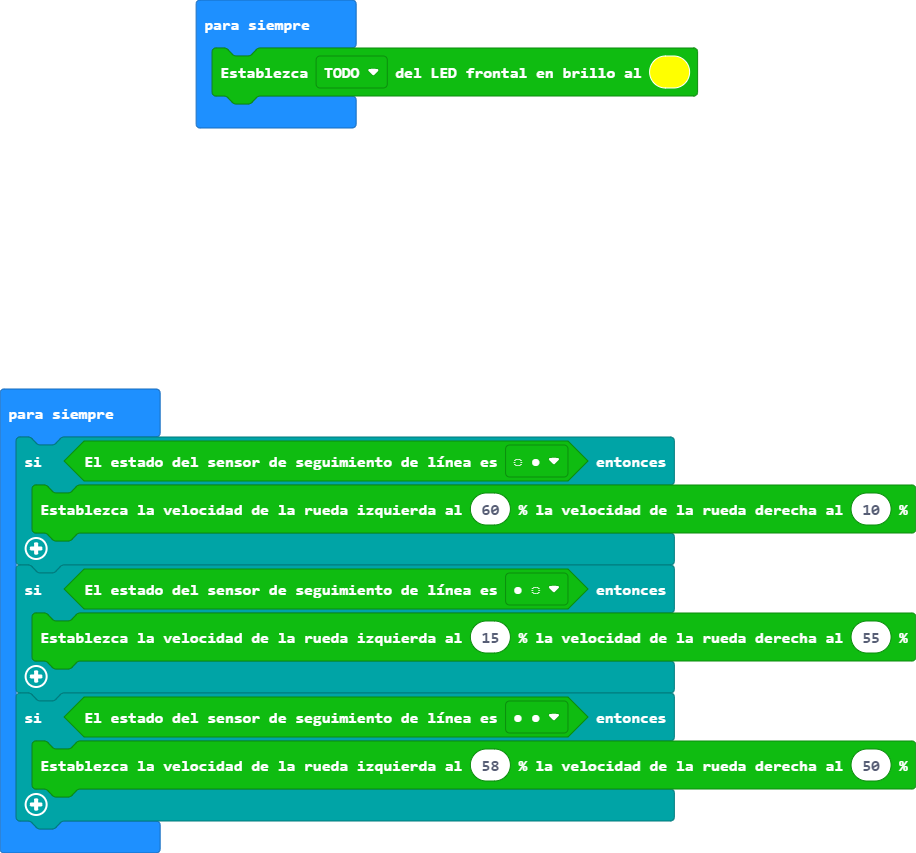 para siempre
Establezca TODO del LED frontal en brillo al
para siempre
si El estado del sensor de seguimiento de línea es ◌ ● entonces
Establezca la velocidad de la rueda izquierda al 60 % la velocidad de la rueda derecha al 10 %
si El estado del sensor de seguimiento de línea es ● ◌ entonces
Establezca la velocidad de la rueda izquierda al 15 % la velocidad de la rueda derecha al 55 %
si El estado del sensor de seguimiento de línea es ● ● entonces
Establezca la velocidad de la rueda izquierda al 58 % la velocidad de la rueda derecha al 50 %